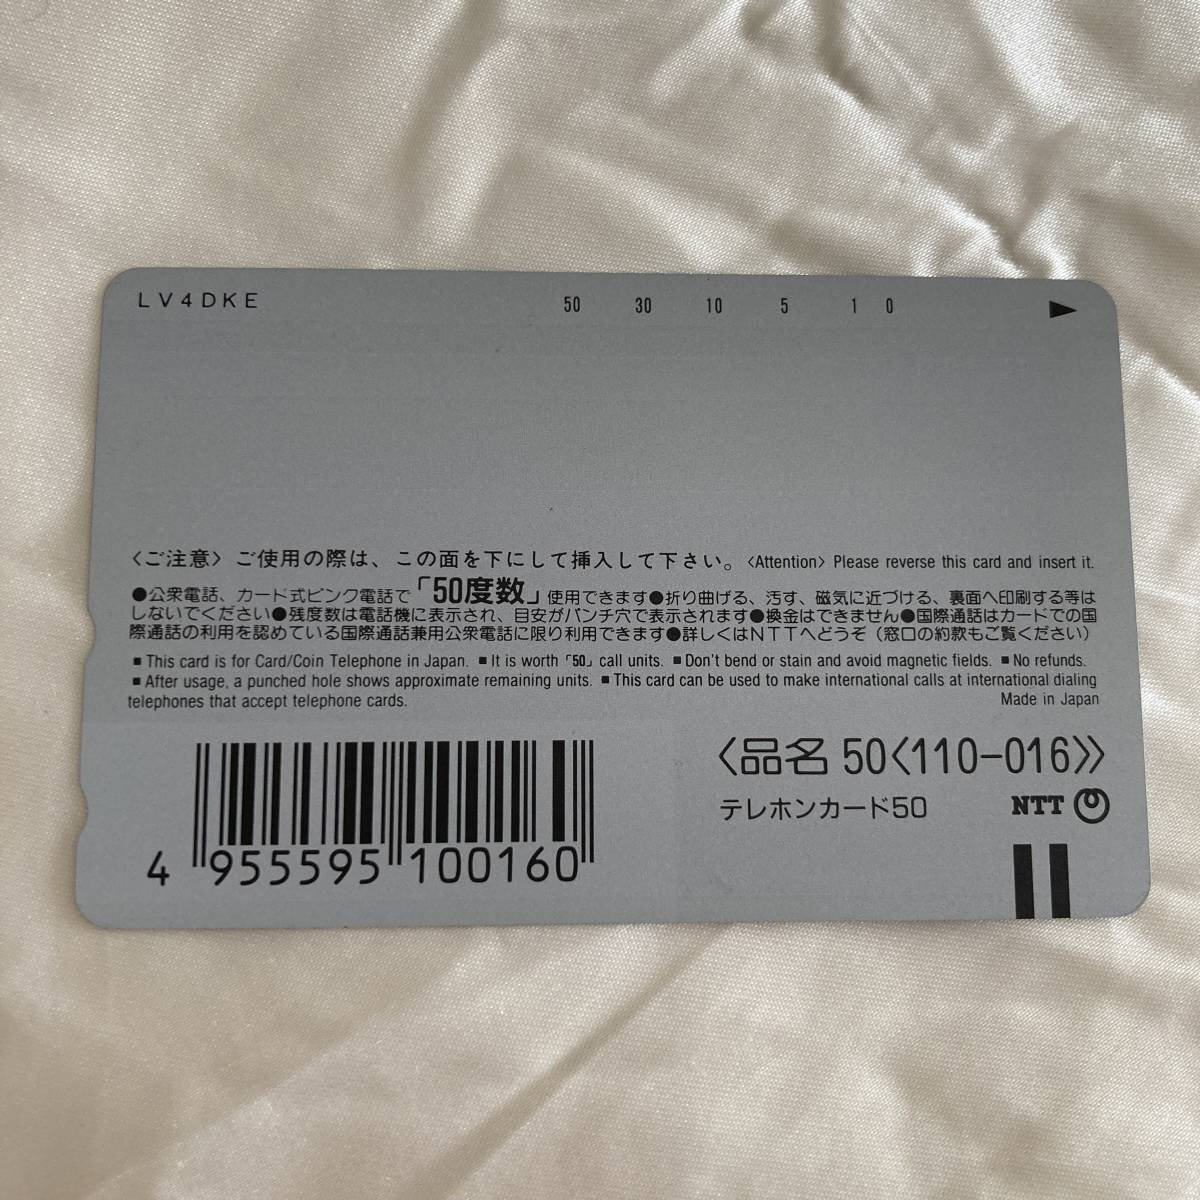 LV4DKE 50 30 10 5 1 0 ▶
〈ご注意〉ご使用の際は、この面を下にして挿入して下さい。〈Attention〉Please reverse this card and insert it.
●公衆電話、カード式ピンク電話で「50度数」使用できます●折り曲げる、汚す、磁気に近づける、裏面へ印刷する等は
しないでください●残度数は電話機に表示され、目安がパンチ穴で表示されます●換金はできません●国際通話はカードでの国
際通話の利用を認めている国際通話兼用公衆電話に限り利用できます●詳しくはNTTへどうぞ(窓口の約款もご覧ください)
■This card is for Card/Coin Telephone in Japan. ■It is worth「50」call units. ■Don't bend or stain and avoid magnetic fields. ■No refunds.
■After usage, a punched hole shows approximate remaining units. ■This card can be used to make international calls at international dialing
telephones that accept telephone cards. Made in Japan
〈品名 50〈110-016〉〉
テレホンカード50 NTT
4 955595 100160